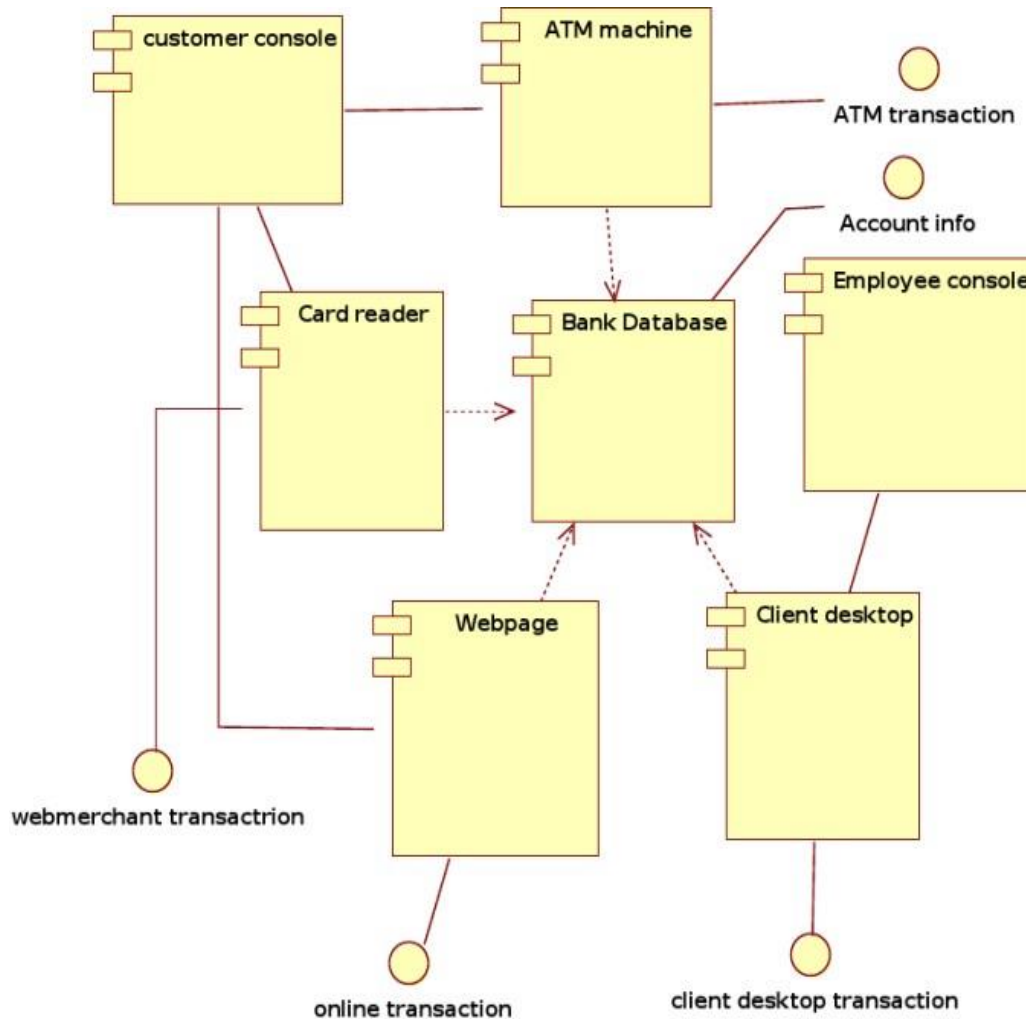 customer console
ATM machine
ATM transaction
Account info
Employee console
Card reader
Bank Database
Webpage
Client desktop
webmerchant transactrion
online transaction
client desktop transaction